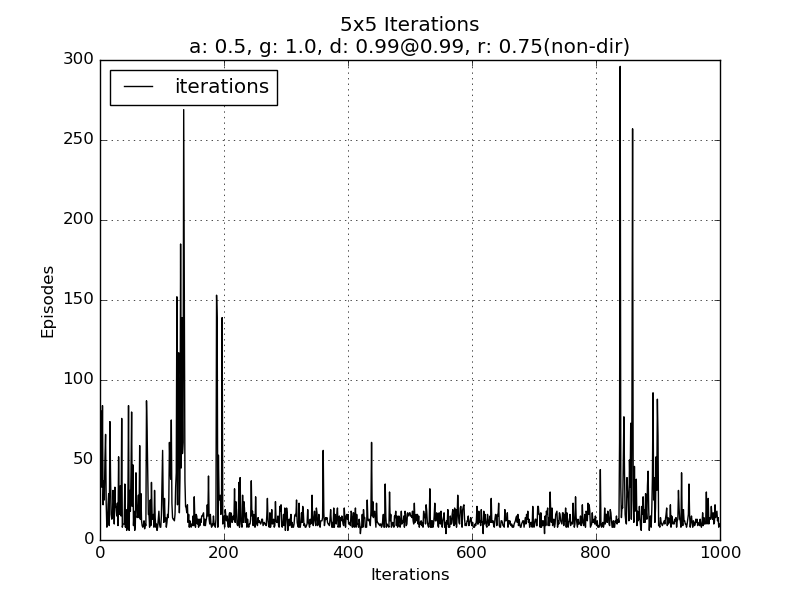 5x5 Iterations
a: 0.5, g: 1.0, d: 0.99@0.99, r: 0.75(non-dir)
iterations
300
250
200
150
100
50
0
Episodes
0 200 400 600 800 1000
Iterations